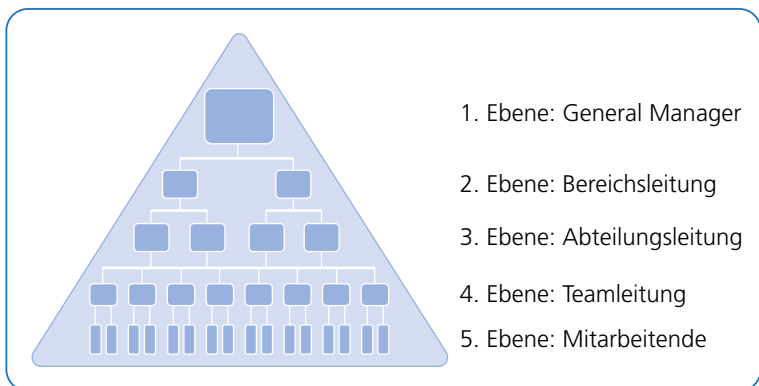 1. Ebene: General Manager
2. Ebene: Bereichsleitung
3. Ebene: Abteilungsleitung
4. Ebene: Teamleitung
5. Ebene: Mitarbeitende